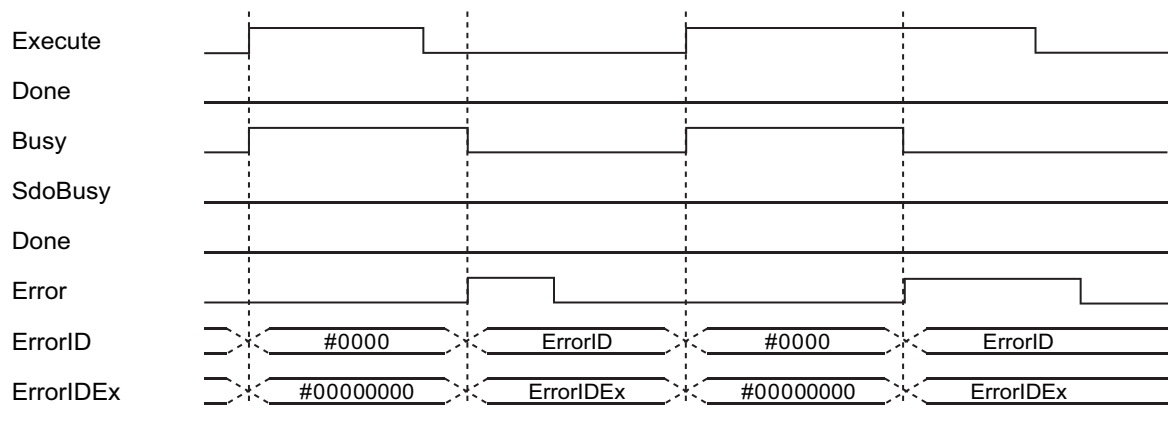 Execute
Done
Busy
SdoBusy
Done
Error
ErrorID #0000 ErrorID #0000 ErrorID
ErrorIDEx #00000000 ErrorIDEx #00000000 ErrorIDEx